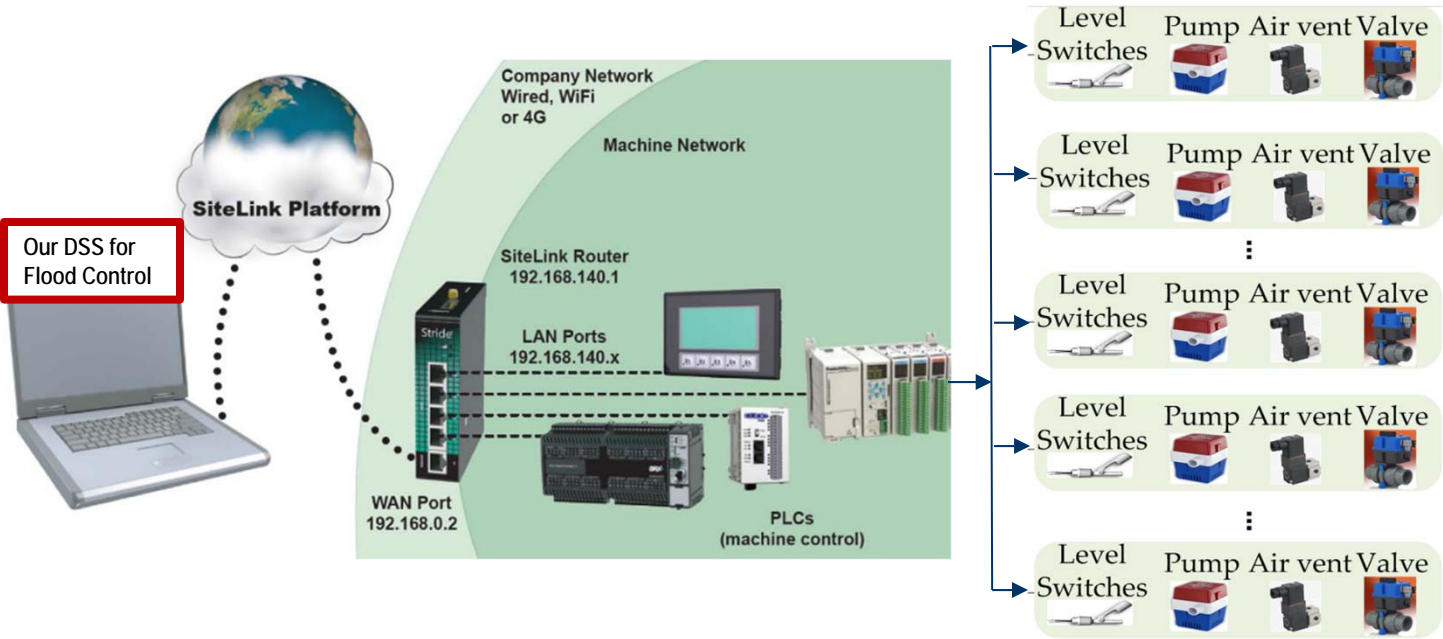 Our DSS for
Flood Control
SiteLink Platform
Company Network
Wired, WiFi
or 4G
Machine Network
SiteLink Router
192.168.140.1
Stride
LAN Ports
192.168.140.x
WAN Port
192.168.0.2
PLCs
(machine control)
Level
Switches
Pump Air vent Valve
Level
Switches
Pump Air vent Valve
...
Level
Switches
Pump Air vent Valve
Level
Switches
Pump Air vent Valve
...
Level
Switches
Pump Air vent Valve